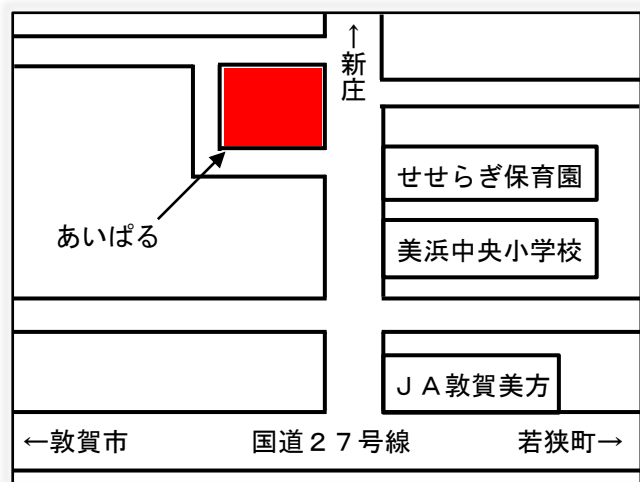 ↑
新庄
せせらぎ保育園
あいぱる
美浜中央小学校
ＪＡ敦賀美方
←敦賀市　国道２７号線　若狭町→